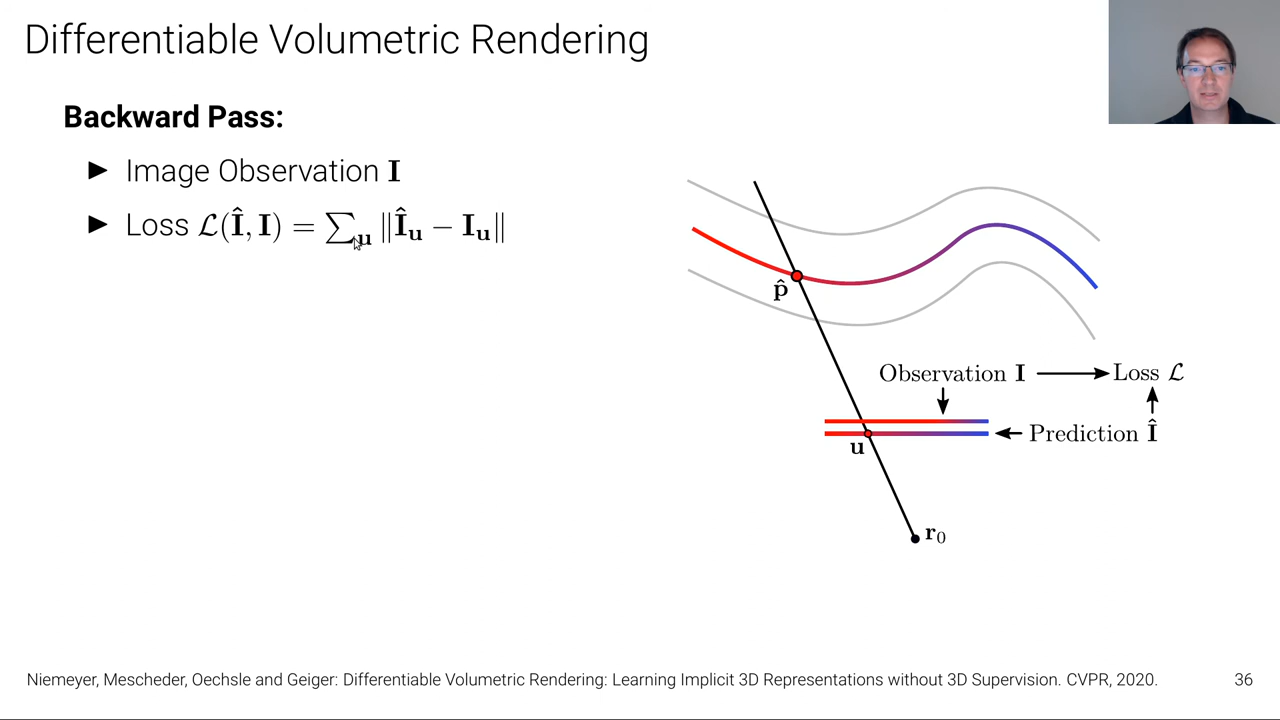 Differentiable Volumetric Rendering
Backward Pass:
► Image Observation I
► Loss ℒ(Î, I) = ∑ᵤ ‖Îᵤ − Iᵤ‖
p̂
Observation I
Loss ℒ
Prediction Î
u
r₀
Niemeyer, Mescheder, Oechsle and Geiger: Differentiable Volumetric Rendering: Learning Implicit 3D Representations without 3D Supervision. CVPR, 2020.
36